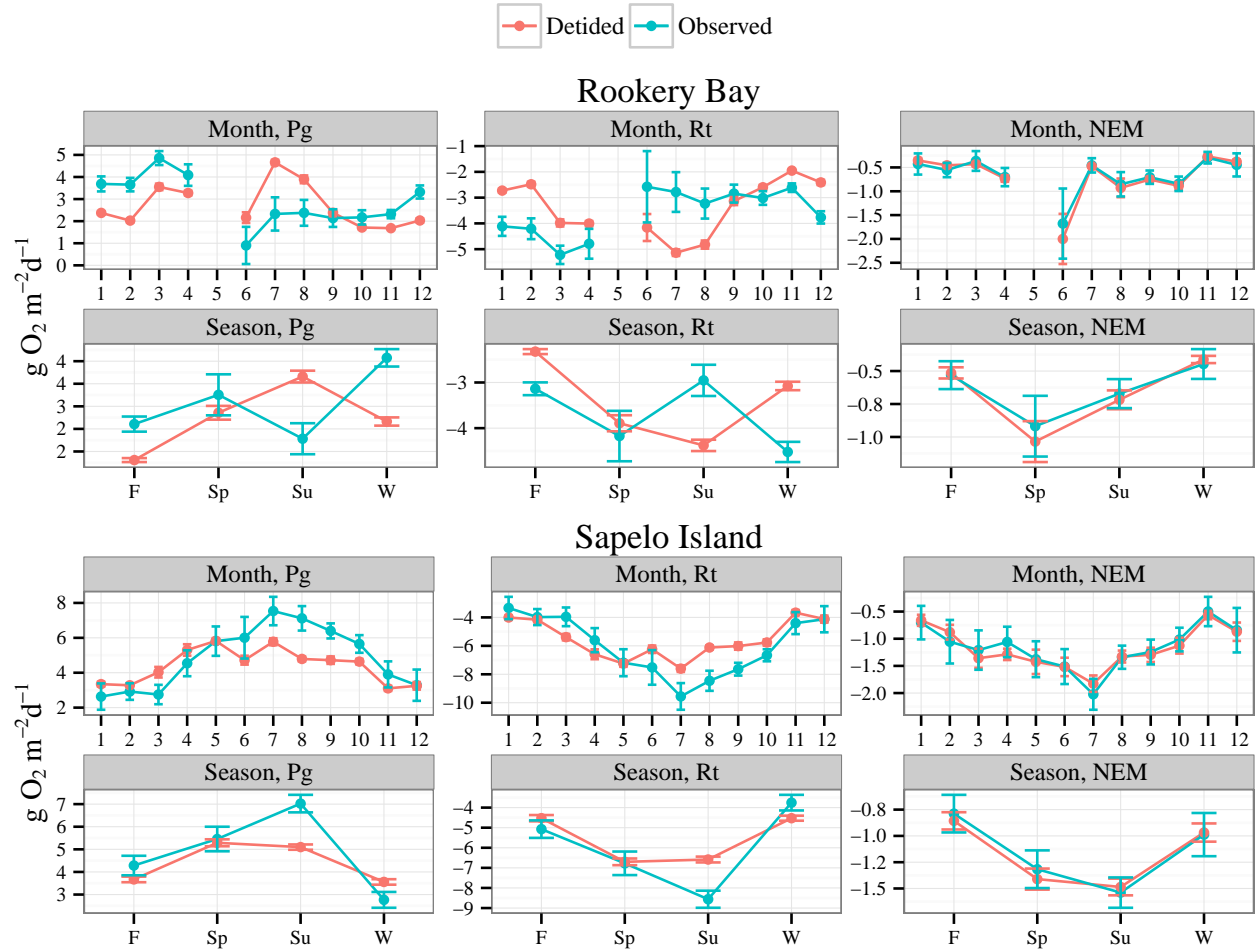 Detided Observed
Rookery Bay
Month, Pg Month, Rt Month, NEM
5 4 3 2 1 0
−1 −2 −3 −4 −5
−0.5 −1.0 −1.5 −2.0 −2.5
1 2 3 4 6 7 8 9 10 11 12
1 2 3 4 6 7 8 9 10 11 12
1 2 3 4 6 7 8 9 10 11 12
g O₂ m⁻²d⁻¹
Season, Pg Season, Rt Season, NEM
4 4 3 2 2
−3 −4
−0.5 −0.8 −1.0
F Sp Su W
F Sp Su W
F Sp Su W
Sapelo Island
Month, Pg Month, Rt Month, NEM
8 6 4 2
−4 −6 −8 −10
−0.5 −1.0 −1.5 −2.0
1 2 3 4 5 6 7 8 9 10 11 12
1 2 3 4 5 6 7 8 9 10 11 12
1 2 3 4 5 6 7 8 9 10 11 12
g O₂ m⁻²d⁻¹
Season, Pg Season, Rt Season, NEM
7 6 5 4 3
−4 −5 −6 −7 −8 −9
−0.8 −1.0 −1.2 −1.5
F Sp Su W
F Sp Su W
F Sp Su W